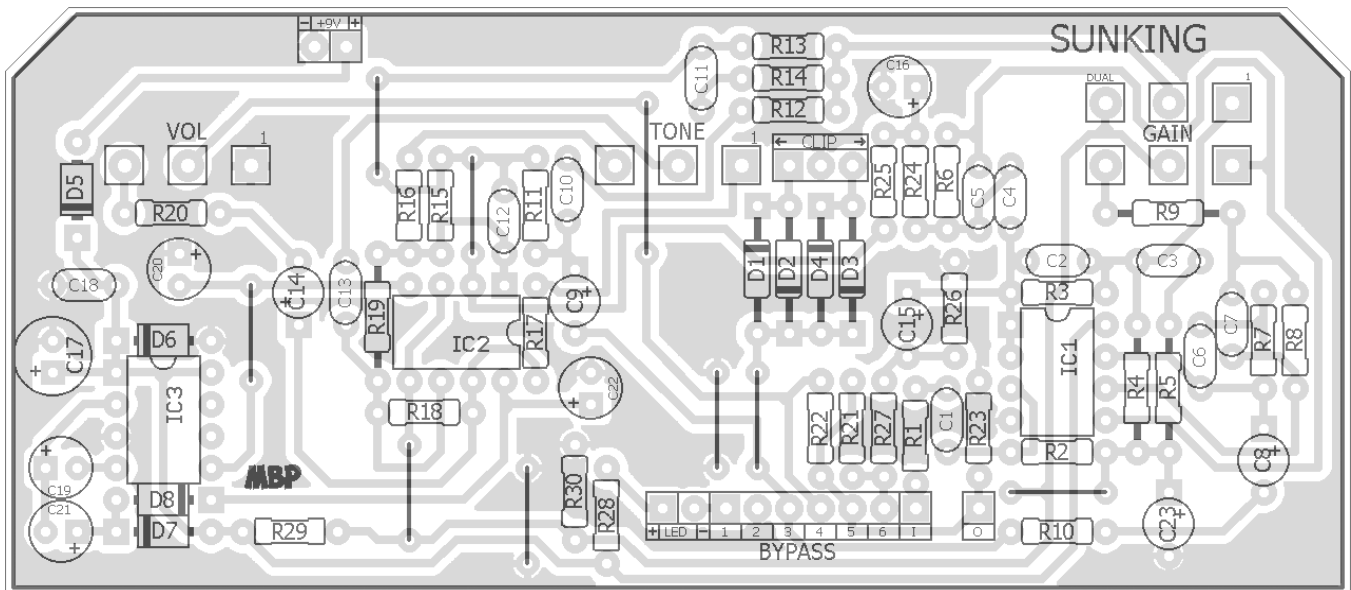 − +9V +
SUNKING
R13
C11
R14
C16
R12
DUAL 1
VOL 1
TONE 1
GAIN
CLIP
D5
R20
R16
R15
C12
R11
C10
R25
R24
R6
C5
C4
R9
C20
C18
C14
C13
R19
C9
D1
D2
D4
D3
C15
R26
C2
C3
R3
C17
D6
IC2
R17
IC1
C7
R7
R8
C6
R4
R5
IC3
C22
R18
R22
R21
R27
R1
C1
R23
R2
C8
C19
MBP
D8
C21
D7
R29
R30
R28
+ LED − 1 2 3 4 5 6 I
O
R10
C23
BYPASS